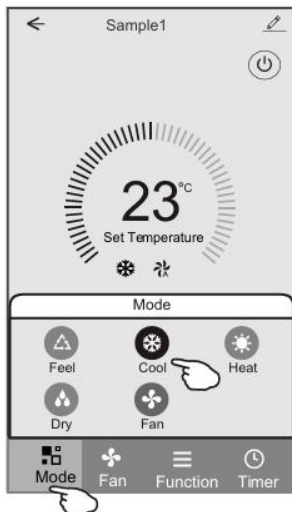 Sample1
23°C
Set Temperature
A
Mode
Feel Cool Heat
Dry Fan
Mode Fan Function Timer